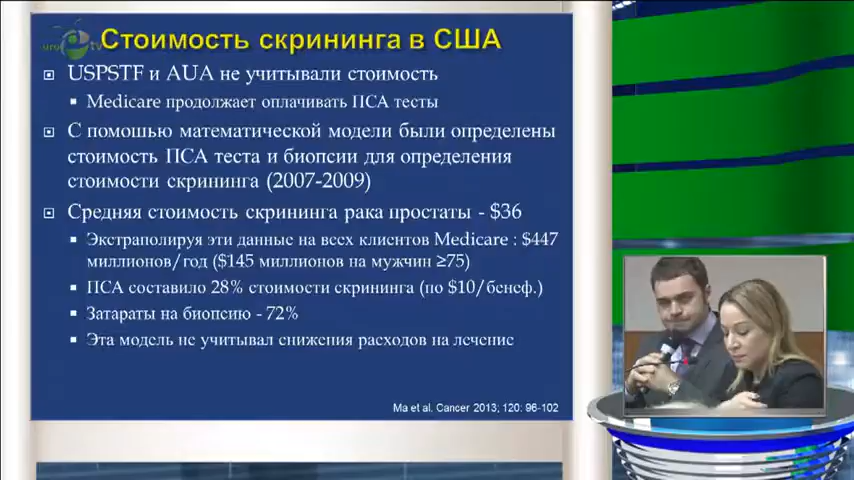 Стоимость скрининга в США
USPSTF и AUA не учитывали стоимость
Medicare продолжает оплачивать ПСА тесты
С помошью математической модели были определены
стоимость ПСА теста и биопсии для определения
стоимости скрининга (2007-2009)
Средняя стоимость скрининга рака простаты - $36
Экстраполируя эти данные на всех клиентов Medicare : $447
миллионов/год ($145 миллионов на мужчин ≥75)
ПСА составило 28% стоимости скрининга (по $10/бенеф.)
Затараты на биопсию - 72%
Эта модель не учитывал снижения расходов на лечение
Ma et al. Cancer 2013; 120: 96-102